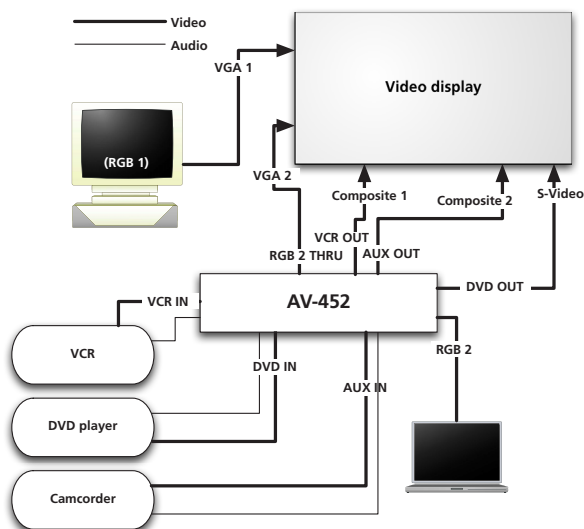 Video
Audio
VGA 1
Video display
(RGB 1)
VGA 2
Composite 1
Composite 2
S-Video
VCR OUT
RGB 2 THRU
AUX OUT
DVD OUT
AV-452
VCR IN
RGB 2
VCR
DVD IN
AUX IN
DVD player
Camcorder